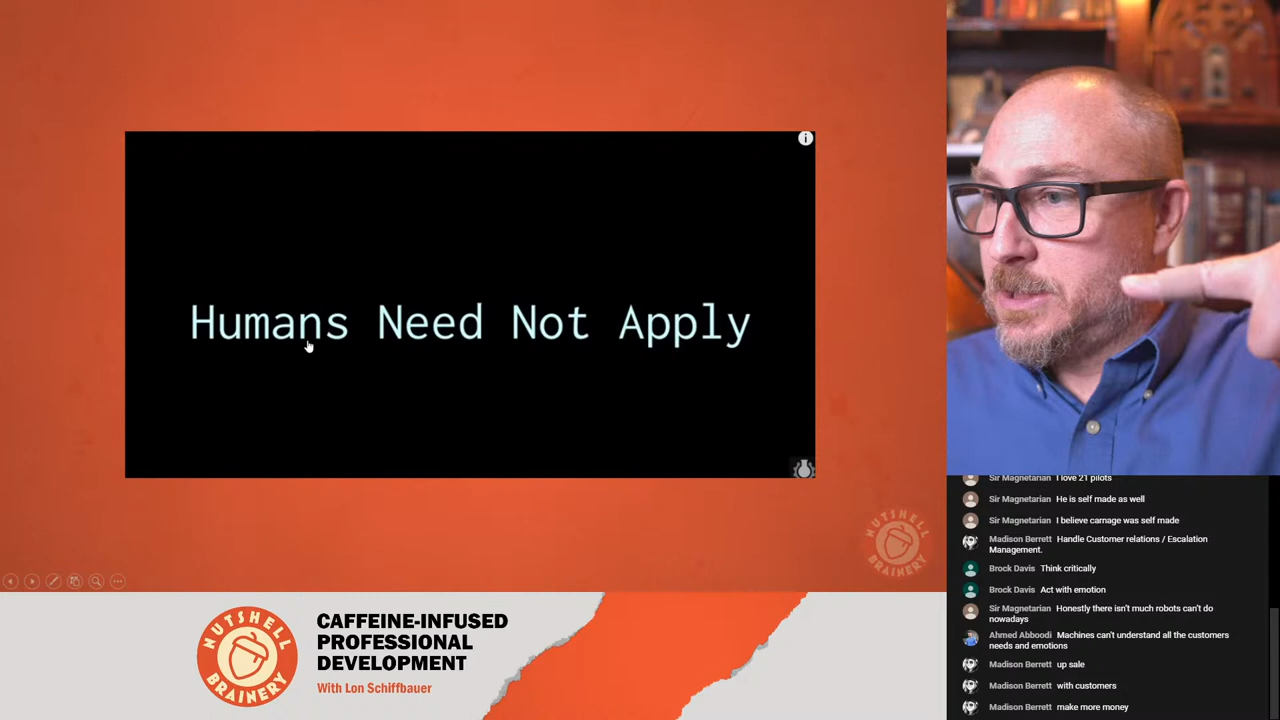 Humans Need Not Apply
NUTSHELL
BRAINERY
NUTSHELL
BRAINERY
CAFFEINE-INFUSED
PROFESSIONAL
DEVELOPMENT
With Lon Schiffbauer
Sir Magnetarian I love 21 pilots
Sir Magnetarian He is self made as well
Sir Magnetarian I believe carnage was self made
Madison Berrett Handle Customer relations / Escalation
Management.
Brock Davis Think critically
Brock Davis Act with emotion
Sir Magnetarian Honestly there isn't much robots can't do
nowadays
Ahmed Abboodi Machines can't understand all the customers
needs and emotions
Madison Berrett up sale
Madison Berrett with customers
Madison Berrett make more money